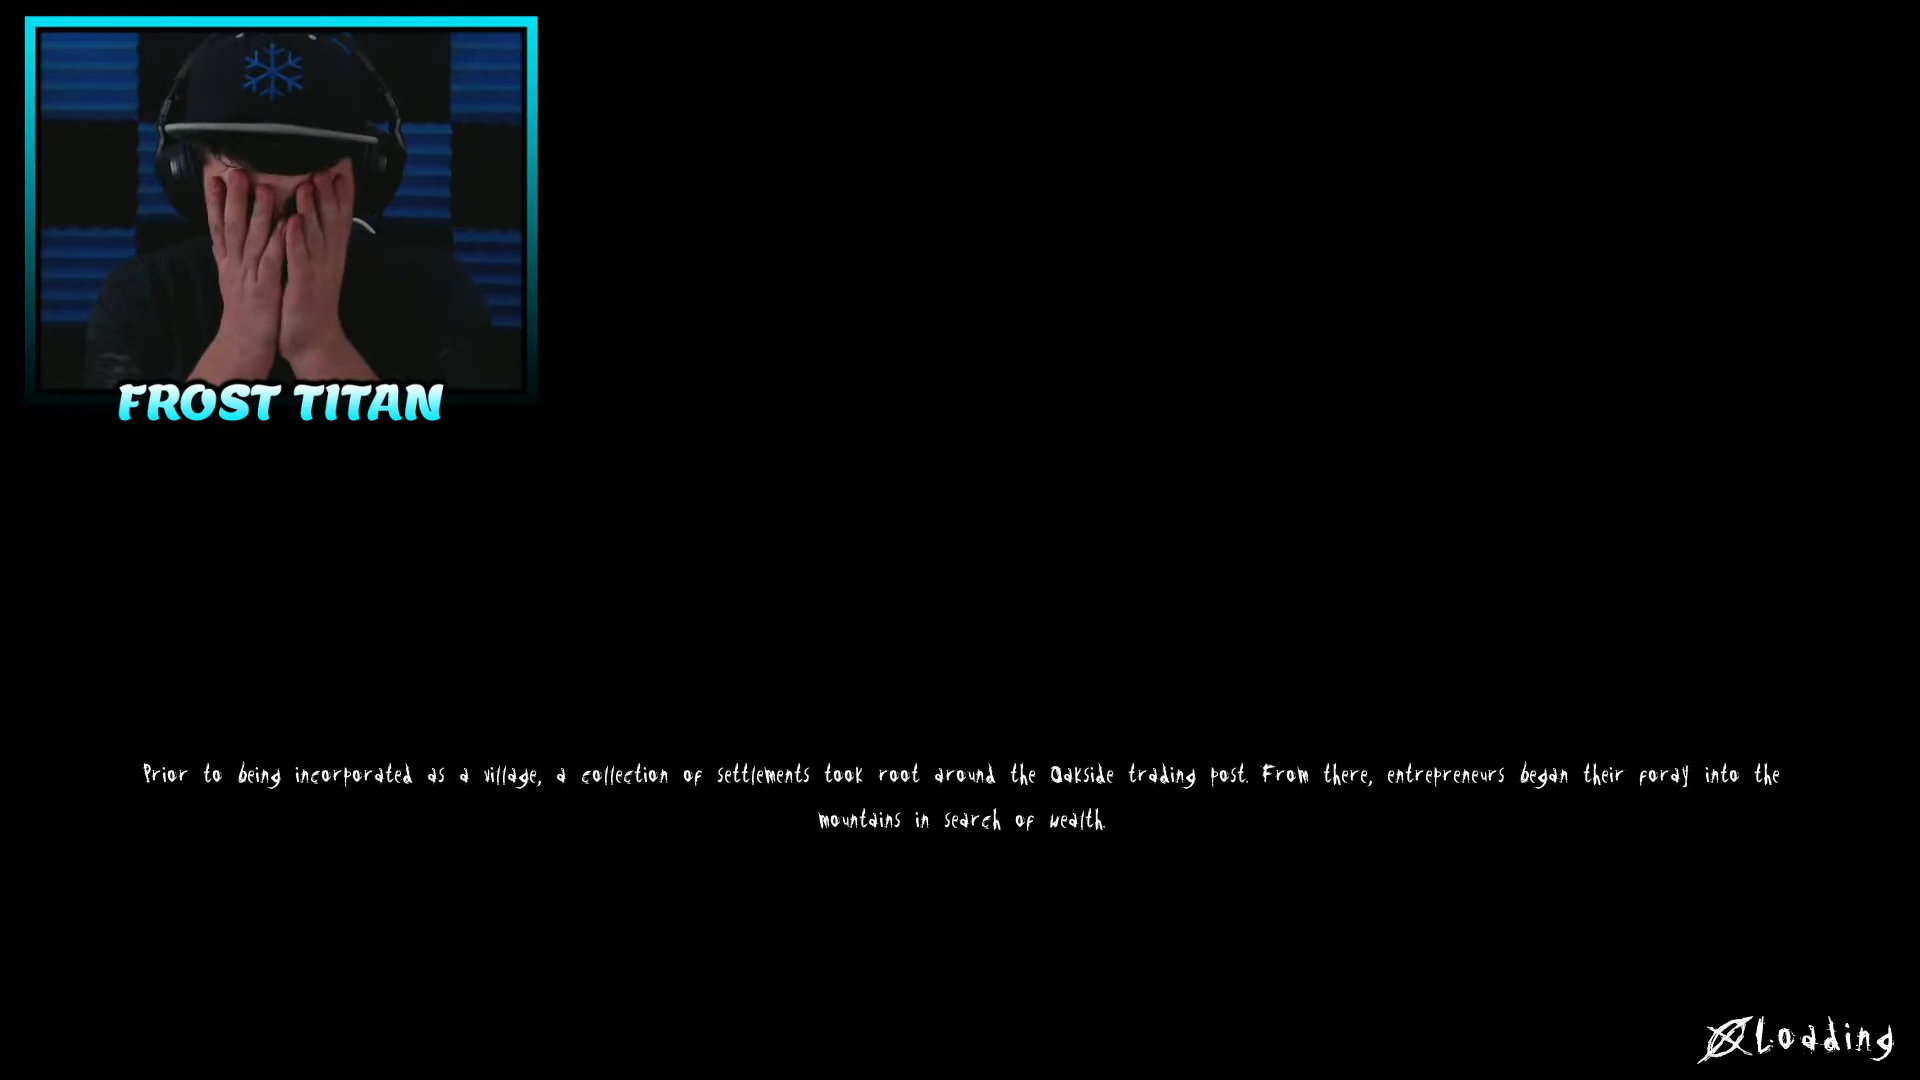 FROST TITAN
Prior to being incorporated as a village, a collection of settlements took root around the Oakside trading post. From there, entrepreneurs began their foray into the
mountains in search of wealth.
Loading